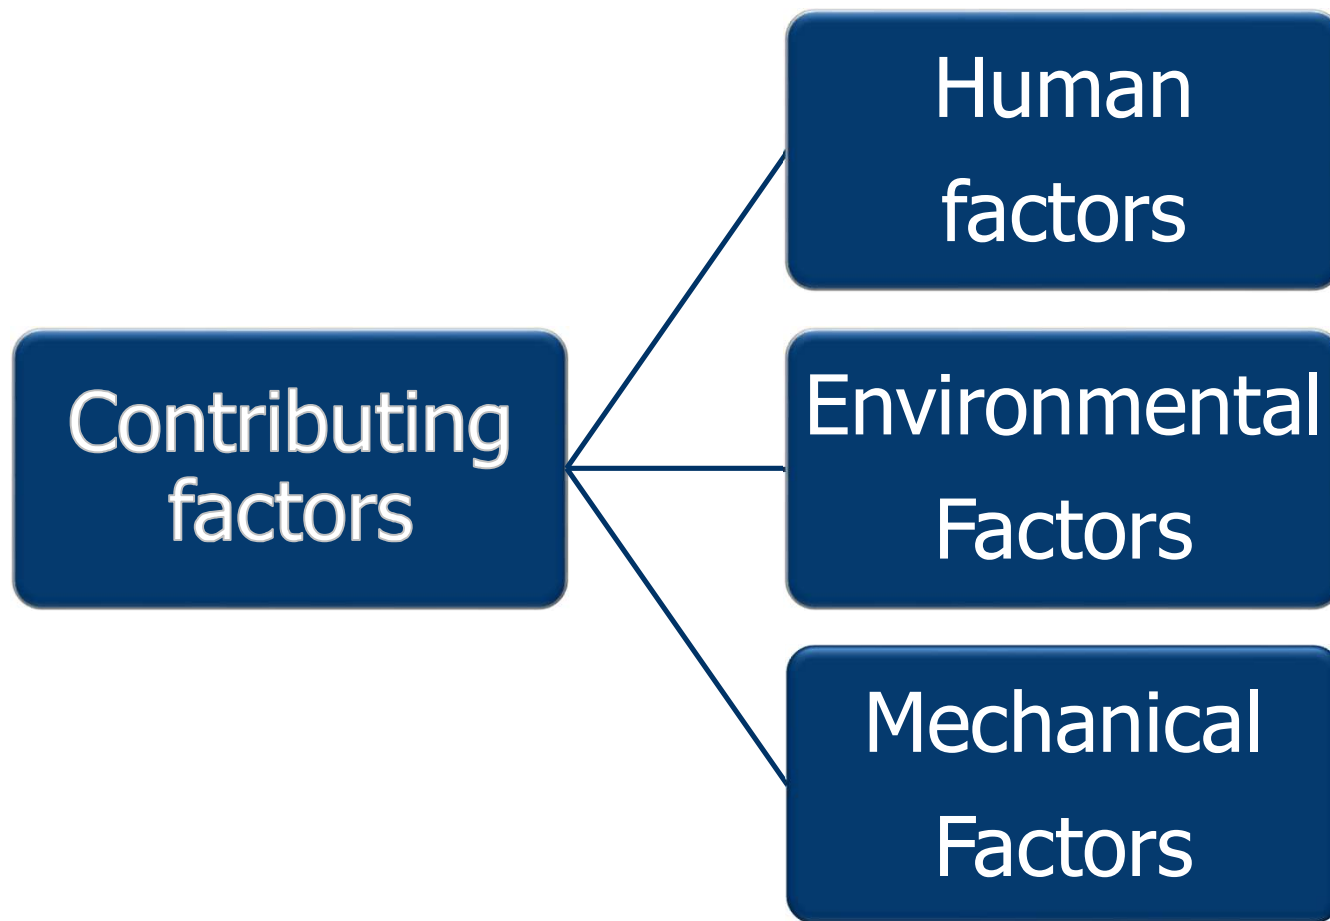 Human
factors
Contributing
factors
Environmental
Factors
Mechanical
Factors